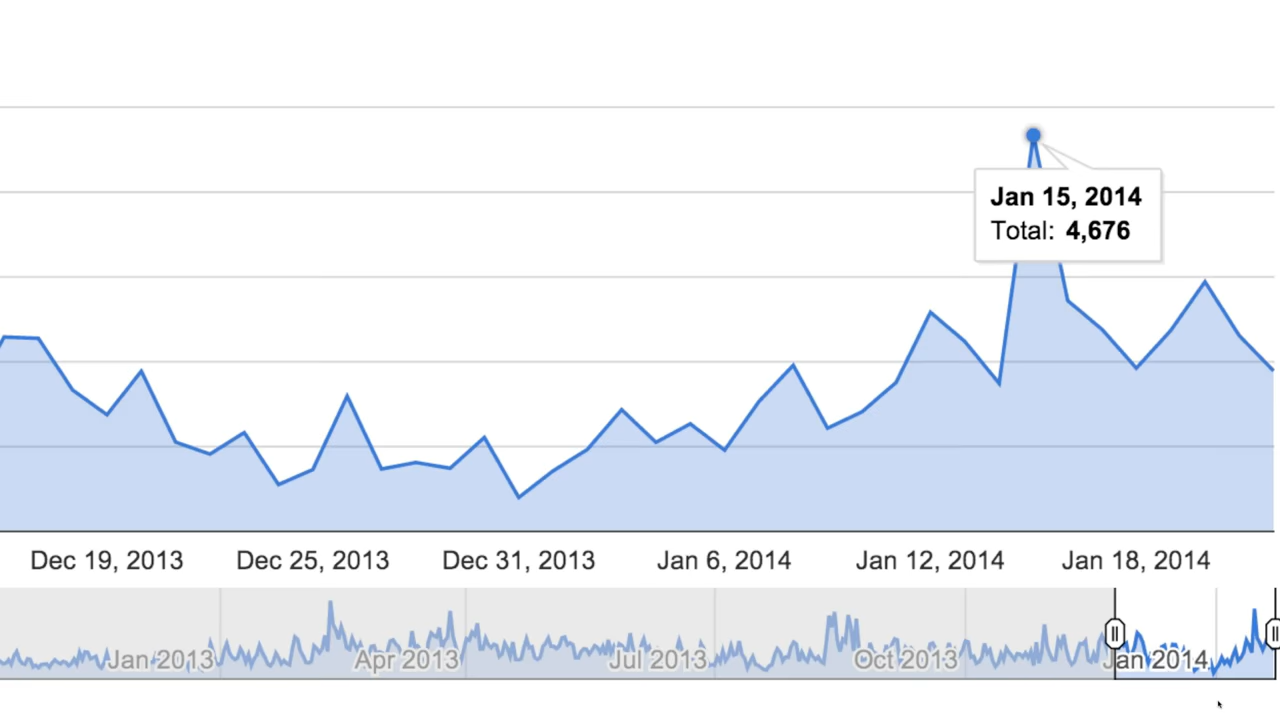 Jan 15, 2014
Total: 4,676
Dec 19, 2013 Dec 25, 2013 Dec 31, 2013 Jan 6, 2014 Jan 12, 2014 Jan 18, 2014
Jan 2013 Apr 2013 Jul 2013 Oct 2013 Jan 2014